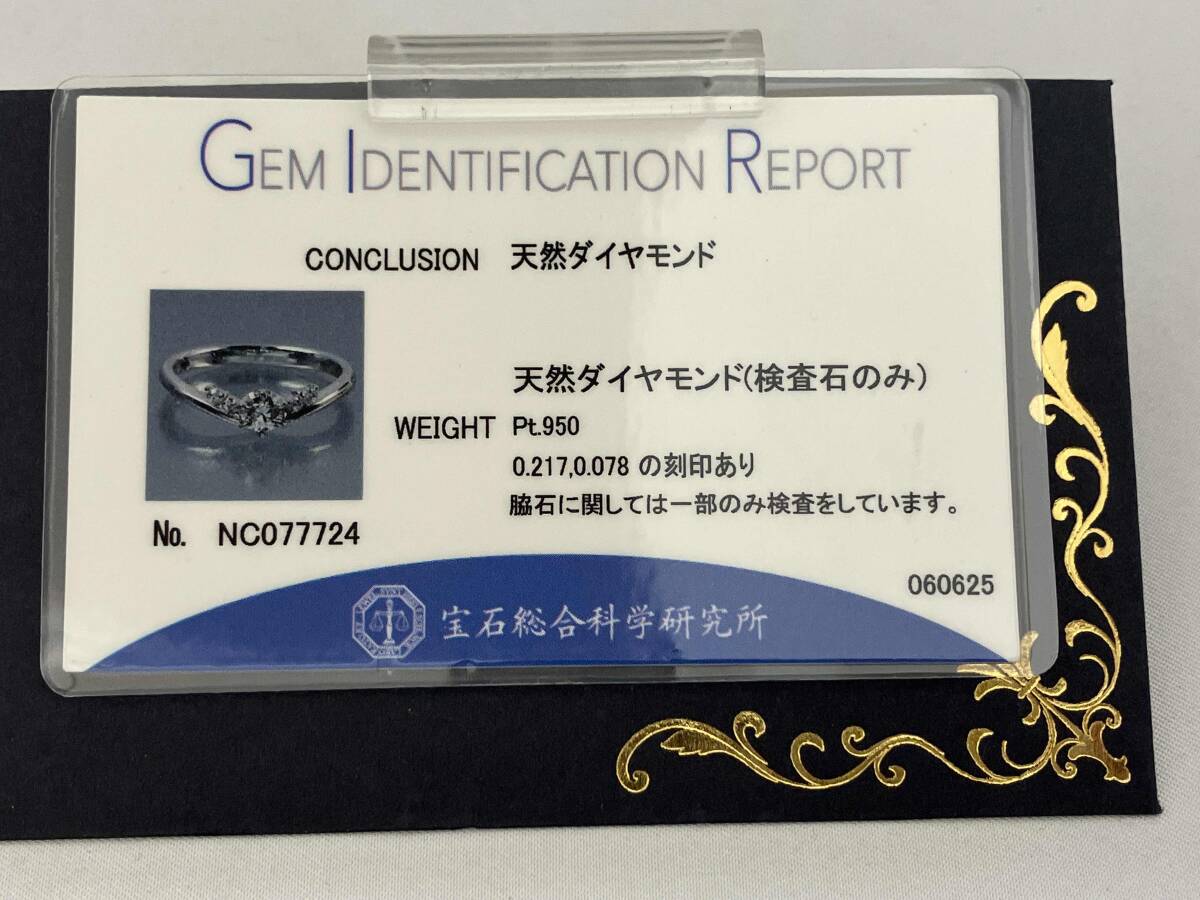 GEM IDENTIFICATION REPORT
CONCLUSION 天然ダイヤモンド
天然ダイヤモンド(検査石のみ)
WEIGHT Pt.950
0.217,0.078 の刻印あり
脇石に関しては一部のみ検査をしています。
No. NC077724
060625
宝石総合科学研究所